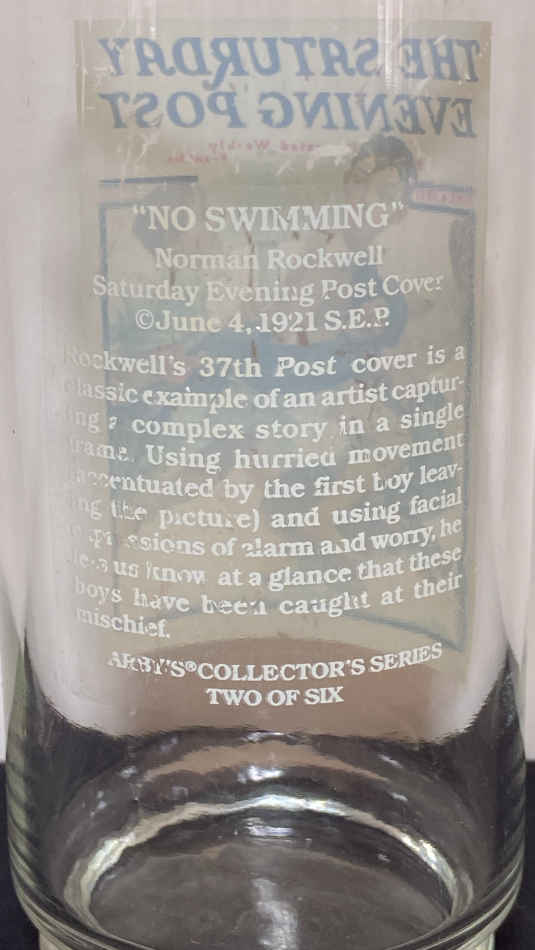 THE SATURDAY
EVENING POST
"NO SWIMMING"
Norman Rockwell
Saturday Evening Post Cover
©June 4, 1921 S.E.P.
Rockwell's 37th Post cover is a
classic example of an artist captur-
ing a complex story in a single
frame. Using hurried movement
(accentuated by the first boy leav-
ing the picture) and using facial
expressions of alarm and worry, he
lets us know at a glance that these
boys have been caught at their
mischief.
ARBY'S® COLLECTOR'S SERIES
TWO OF SIX